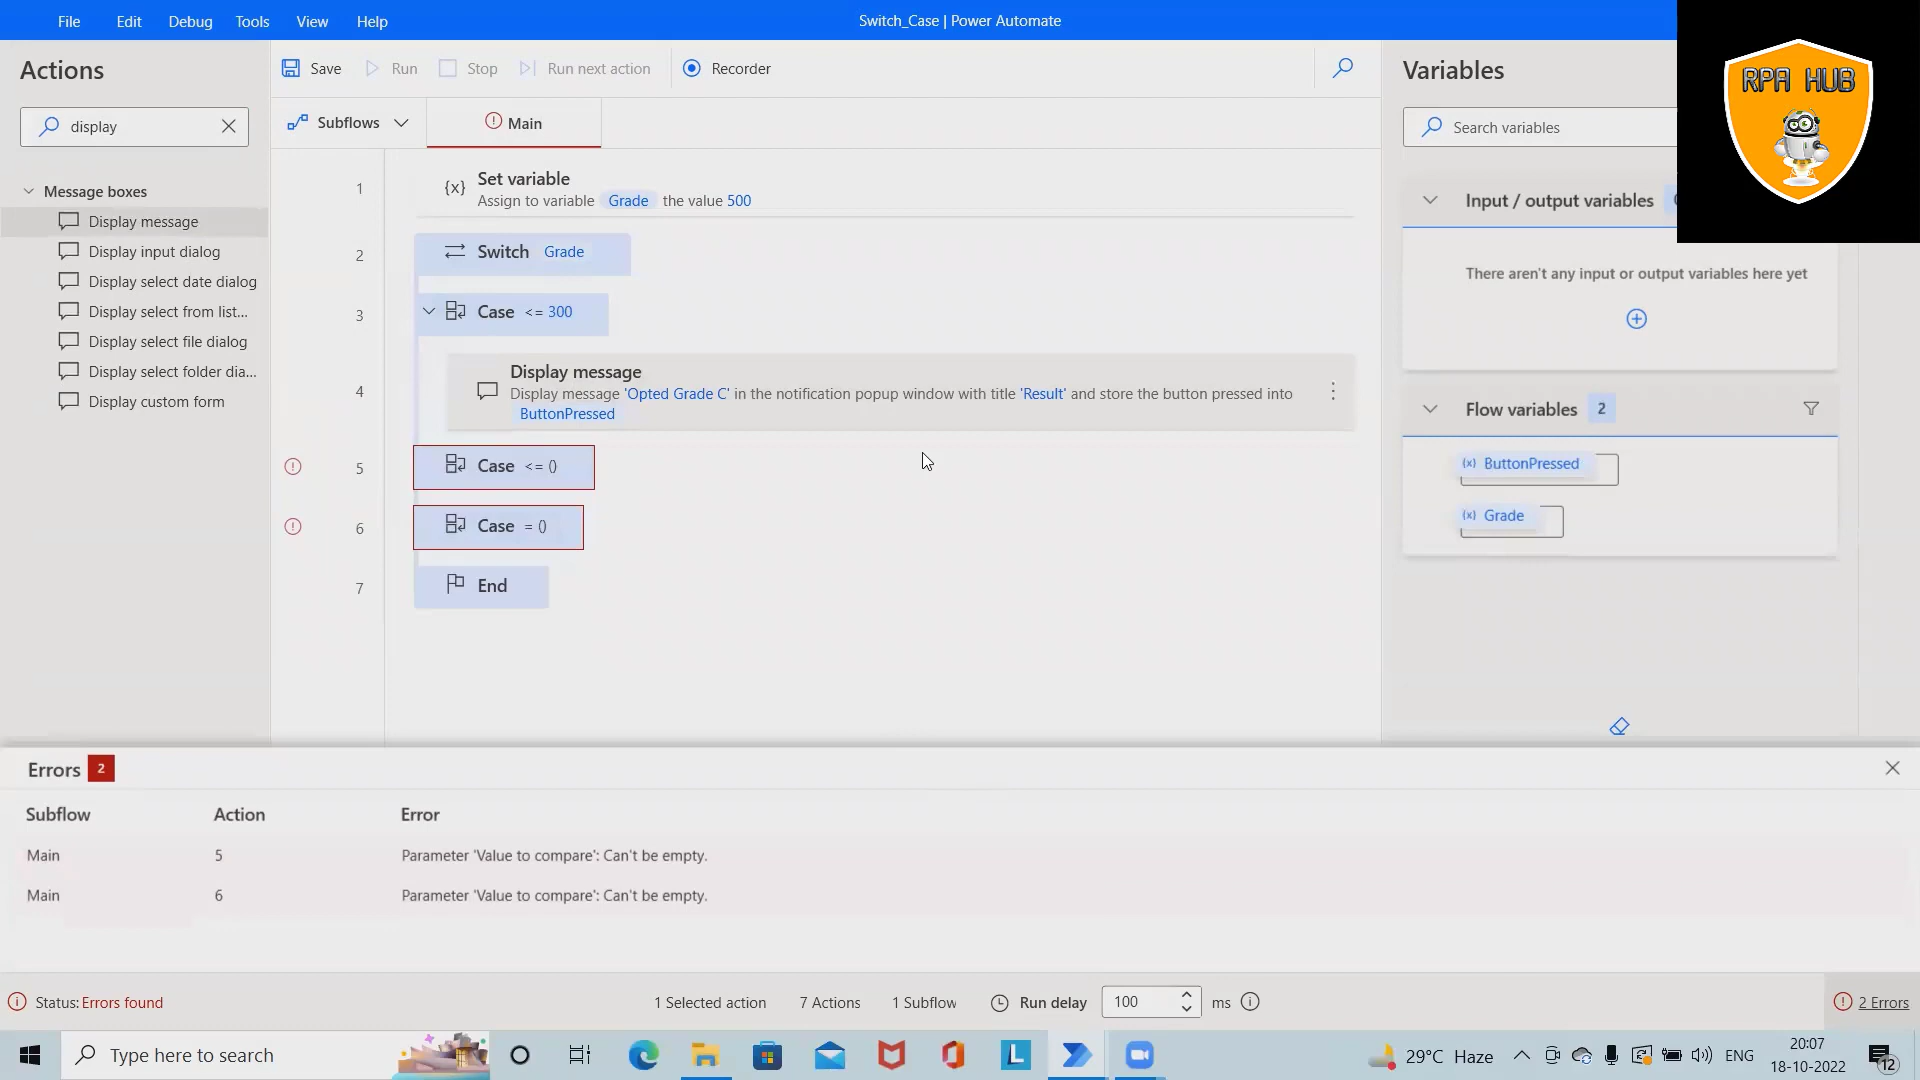 File Edit Debug Tools View Help
Switch_Case | Power Automate
RPA HUB
Actions
display
Message boxes
Display message
Display input dialog
Display select date dialog
Display select from list...
Display select file dialog
Display select folder dia...
Display custom form
Save Run Stop Run next action Recorder
Subflows Main
1 {x} Set variable
Assign to variable Grade the value 500
2 Switch Grade
3 Case <= 300
4 Display message
Display message 'Opted Grade C' in the notification popup window with title 'Result' and store the button pressed into
ButtonPressed
5 Case <= ()
6 Case = ()
7 End
Variables
Search variables
Input / output variables
There aren't any input or output variables here yet
Flow variables 2
(x) ButtonPressed
(x) Grade
Errors 2
Subflow Action Error
Main 5 Parameter 'Value to compare': Can't be empty.
Main 6 Parameter 'Value to compare': Can't be empty.
Status: Errors found 1 Selected action 7 Actions 1 Subflow Run delay 100 ms 2 Errors
Type here to search L 29°C Haze ENG 20:07
18-10-2022 12